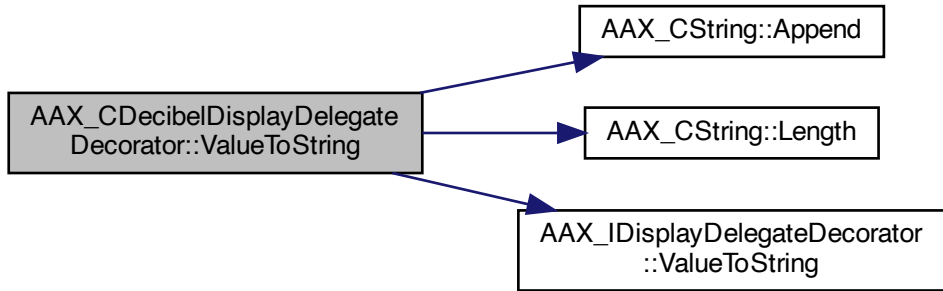 AAX_CDecibelDisplayDelegate
Decorator::ValueToString
AAX_CString::Append
AAX_CString::Length
AAX_IDisplayDelegateDecorator
::ValueToString